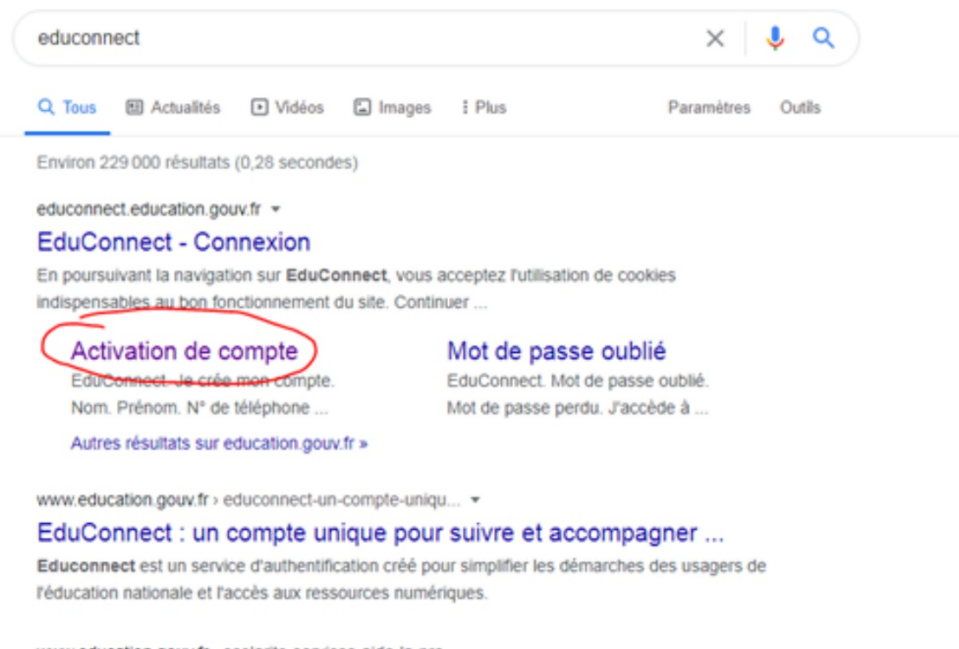 educonnect
Tous Actualités Vidéos Images Plus Paramètres Outils
Environ 229 000 résultats (0,28 secondes)
educonnect.education.gouv.fr
EduConnect - Connexion
En poursuivant la navigation sur EduConnect, vous acceptez l'utilisation de cookies
indispensables au bon fonctionnement du site. Continuer ...
Activation de compte
EduConnect. Je crée mon compte.
Nom. Prénom. N° de téléphone ...
Mot de passe oublié
EduConnect. Mot de passe oublié.
Mot de passe perdu. J'accède à ...
Autres résultats sur education.gouv.fr »
www.education.gouv.fr › educonnect-un-compte-uniqu...
EduConnect : un compte unique pour suivre et accompagner ...
Educonnect est un service d'authentification créé pour simplifier les démarches des usagers de
l'éducation nationale et l'accès aux ressources numériques.